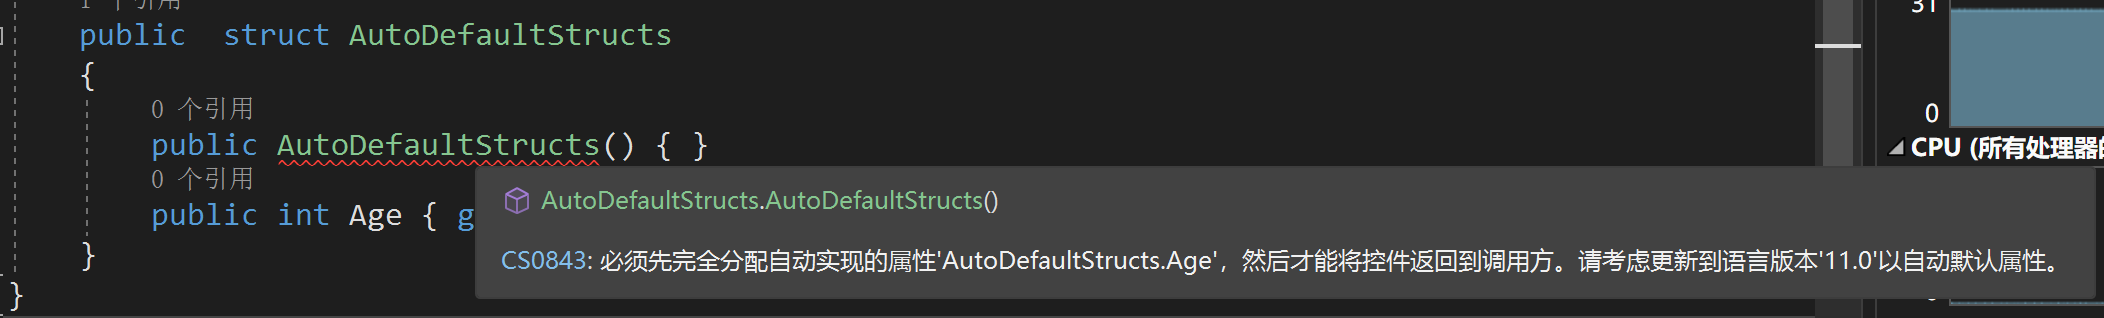 1 个引用
public  struct AutoDefaultStructs
{
0 个引用
public AutoDefaultStructs() { }
0 个引用
public int Age { g
}
}
AutoDefaultStructs.AutoDefaultStructs()
CS0843: 必须先完全分配自动实现的属性'AutoDefaultStructs.Age'，然后才能将控件返回到调用方。请考虑更新到语言版本'11.0'以自动默认属性。
31
0
CPU (所有处理器的